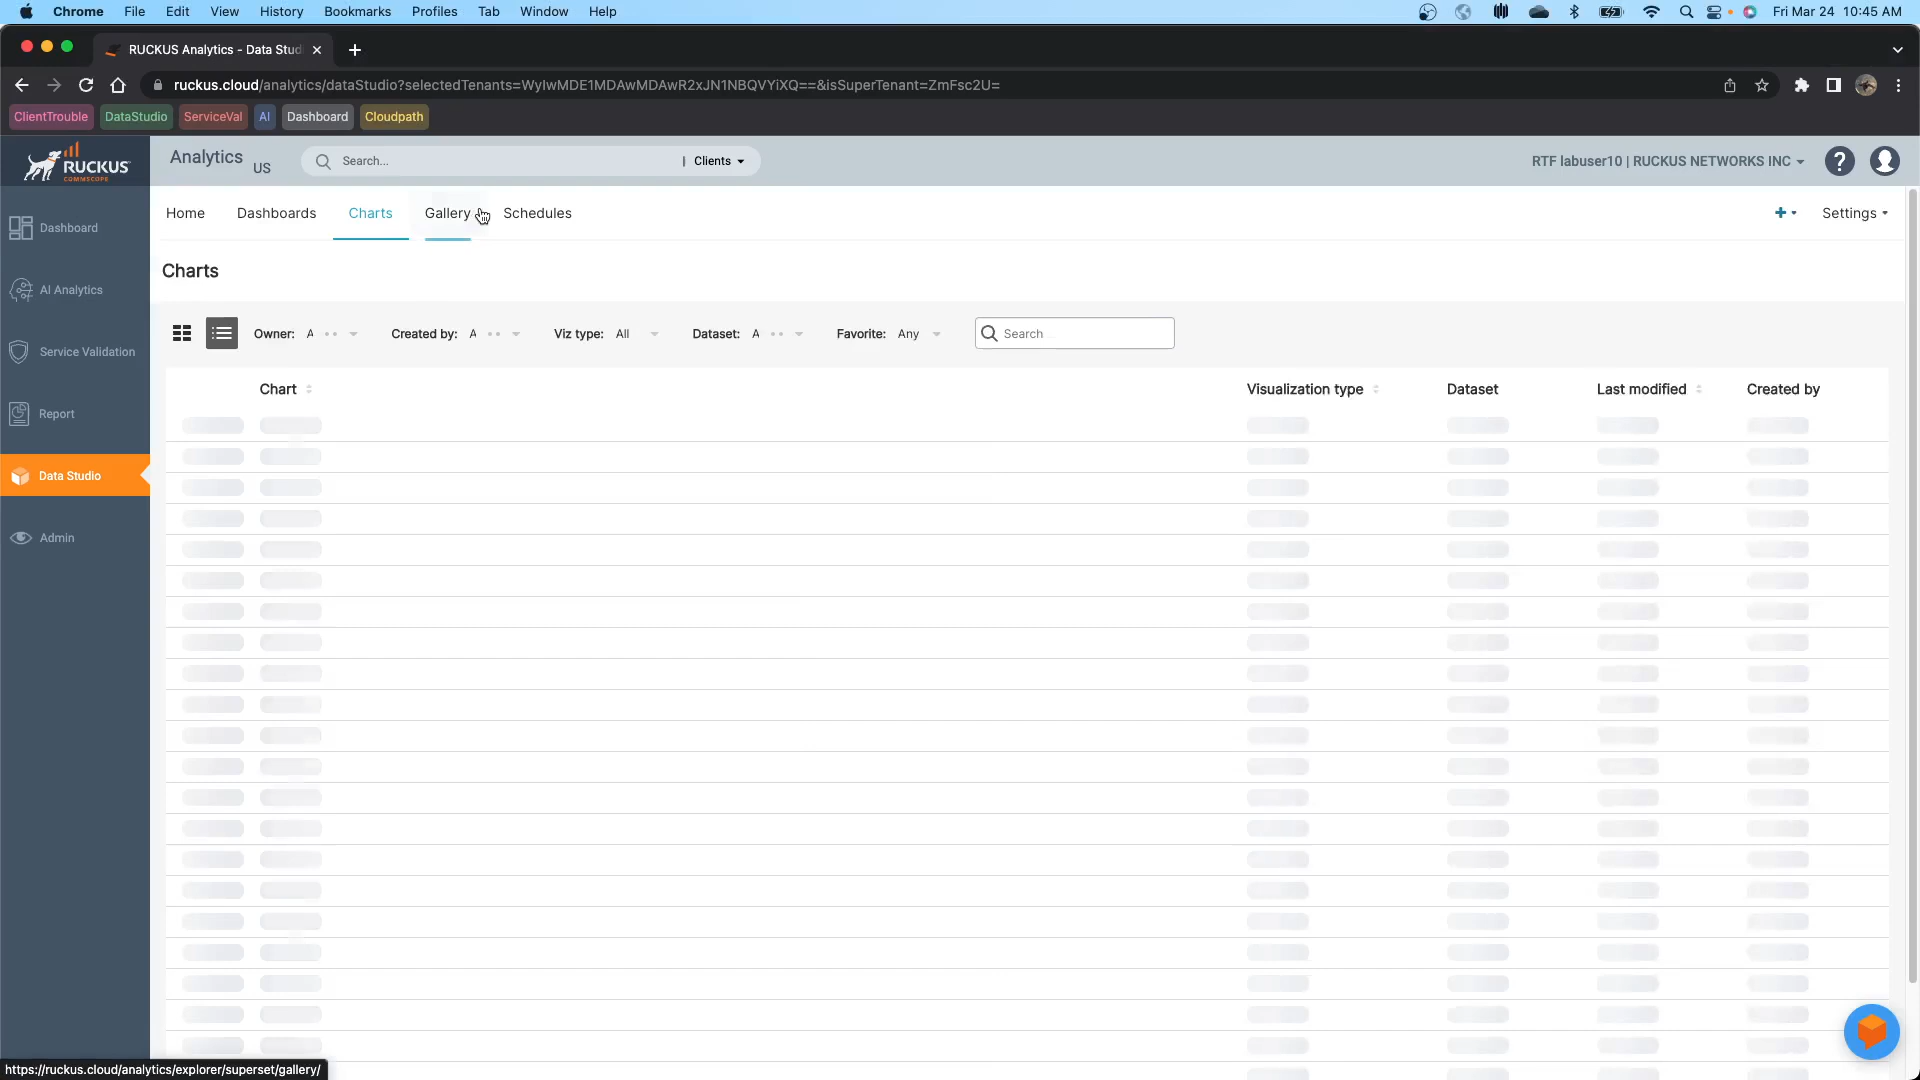 Chrome File Edit View History Bookmarks Profiles Tab Window Help Fri Mar 24 10:45 AM
RUCKUS Analytics - Data Stud
ruckus.cloud/analytics/dataStudio?selectedTenants=WyIwMDE1MDAwMDAwR2xJN1NBQVYiXQ==&isSuperTenant=ZmFsc2U=
ClientTrouble DataStudio ServiceVal AI Dashboard Cloudpath
RUCKUS
COMMSCOPE
Analytics US Search... | Clients RTF labuser10 | RUCKUS NETWORKS INC ?
Home Dashboards Charts Gallery Schedules + Settings
Dashboard
AI Analytics
Service Validation
Report
Data Studio
Admin
Charts
Owner: A Created by: A Viz type: All Dataset: A Favorite: Any Search
Chart Visualization type Dataset Last modified Created by
https://ruckus.cloud/analytics/explorer/superset/gallery/